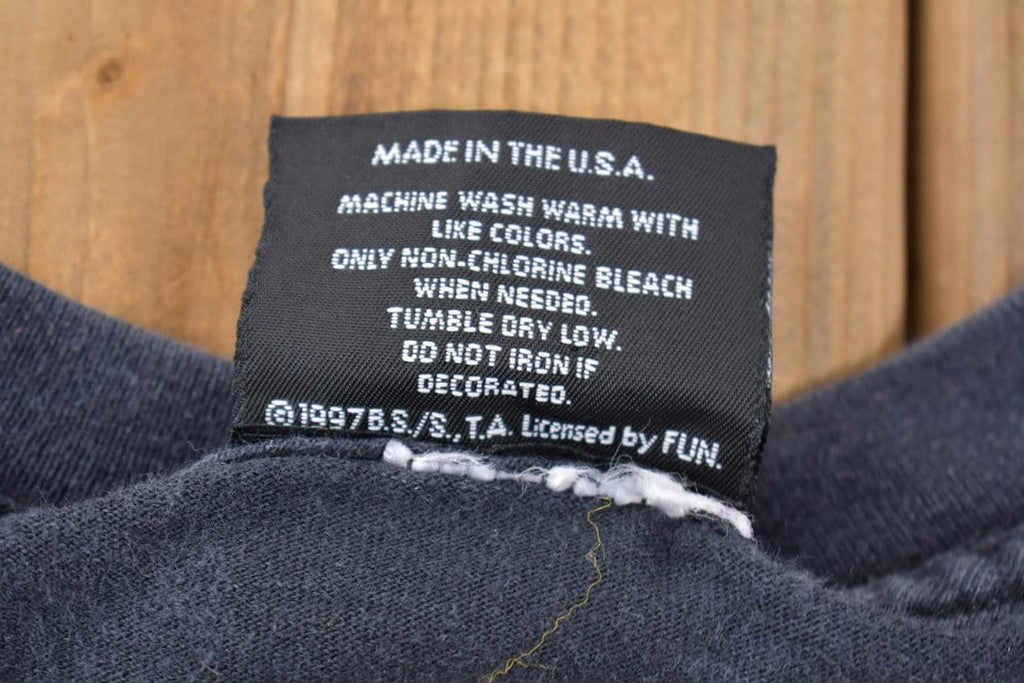 MADE IN THE U.S.A.
MACHINE WASH WARM WITH
LIKE COLORS.
ONLY NON-CHLORINE BLEACH
WHEN NEEDED.
TUMBLE DRY LOW.
DO NOT IRON IF
DECORATED.
©1997 B.S./S., T.A. Licensed by FUN.